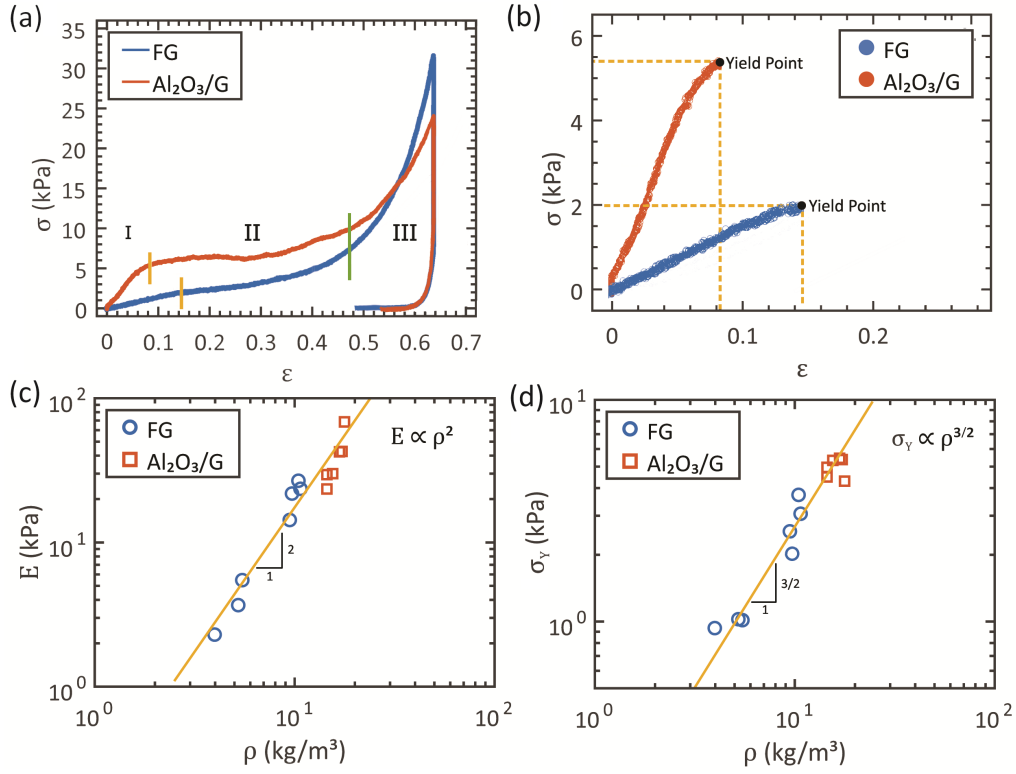 (a)
FG
Al₂O₃/G
I
II
III
σ (kPa)
35
30
25
20
15
10
5
0
0
0.1
0.2
0.3
0.4
0.5
0.6
0.7
ε
(b)
FG
Al₂O₃/G
Yield Point
Yield Point
σ (kPa)
6
4
2
0
0
0.1
0.2
ε
(c)
FG
Al₂O₃/G
E ∝ ρ²
2
1
E (kPa)
10²
10¹
10⁰
10⁰
10¹
10²
ρ (kg/m³)
(d)
FG
Al₂O₃/G
σ_Y ∝ ρ^3/2
3/2
1
σ_Y (kPa)
10¹
10⁰
10⁰
10¹
10²
ρ (kg/m³)